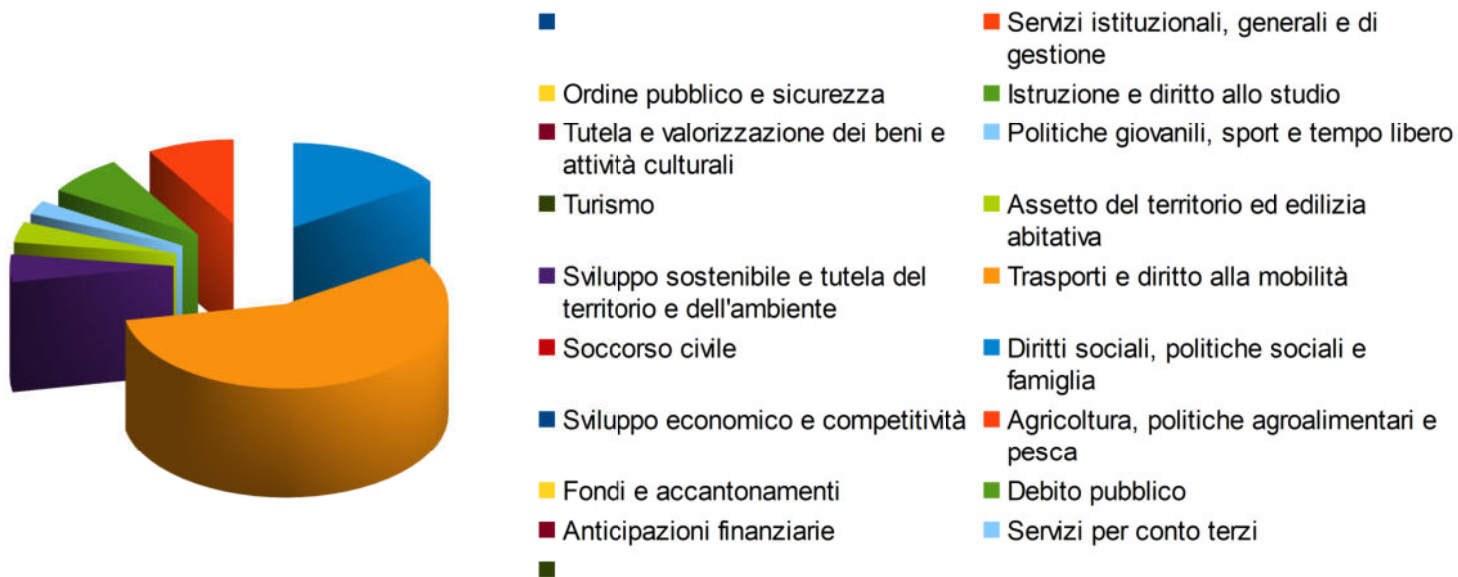 Servizi istituzionali, generali e di
gestione
Ordine pubblico e sicurezza
Istruzione e diritto allo studio
Tutela e valorizzazione dei beni e
attività culturali
Politiche giovanili, sport e tempo libero
Turismo
Assetto del territorio ed edilizia
abitativa
Sviluppo sostenibile e tutela del
territorio e dell'ambiente
Trasporti e diritto alla mobilità
Soccorso civile
Diritti sociali, politiche sociali e
famiglia
Sviluppo economico e competitività
Agricoltura, politiche agroalimentari e
pesca
Fondi e accantonamenti
Debito pubblico
Anticipazioni finanziarie
Servizi per conto terzi